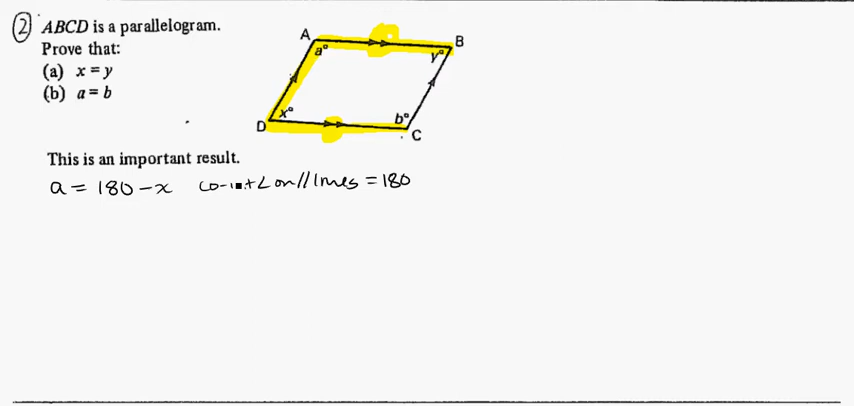 ② ABCD is a parallelogram.
Prove that:
(a) x = y
(b) a = b
A
B
a°
y°
x°
b°
D
C
This is an important result.
a = 180 - x co-int ∠ on // lines = 180